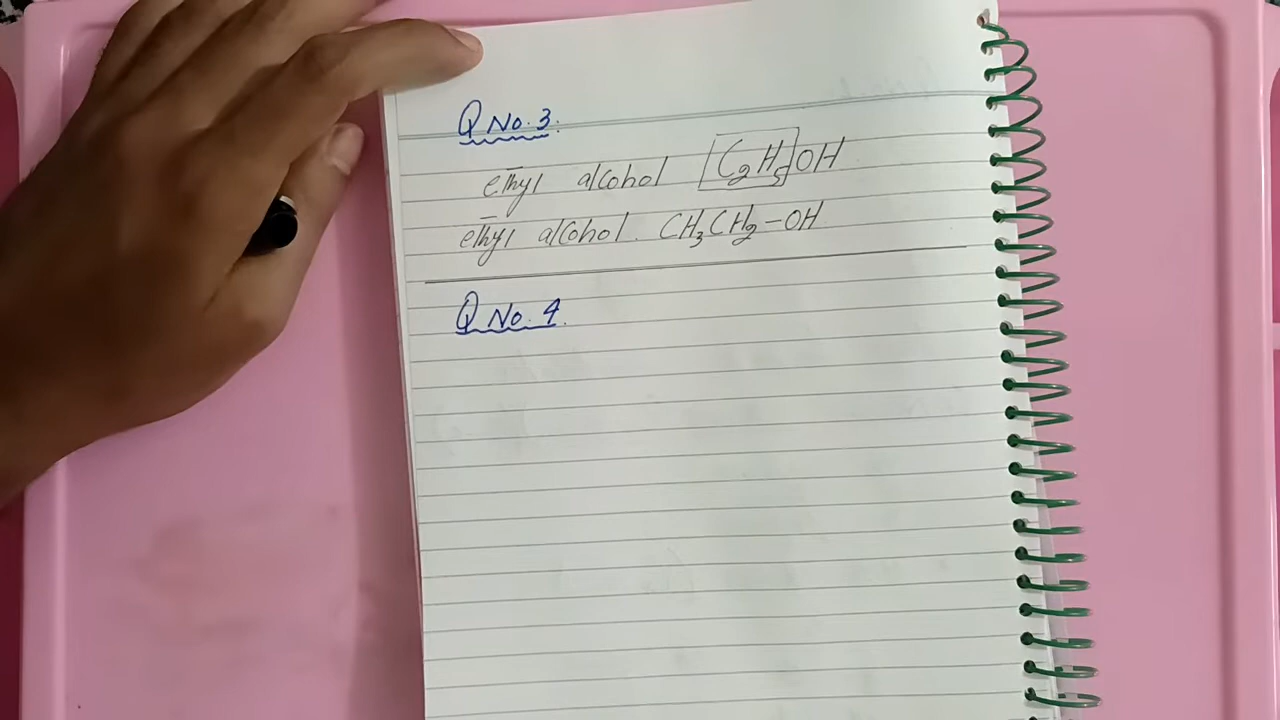 Q No. 3.
ethyl alcohol C₂H₅OH
ethyl alcohol. CH₃CH₂-OH
Q No. 4.